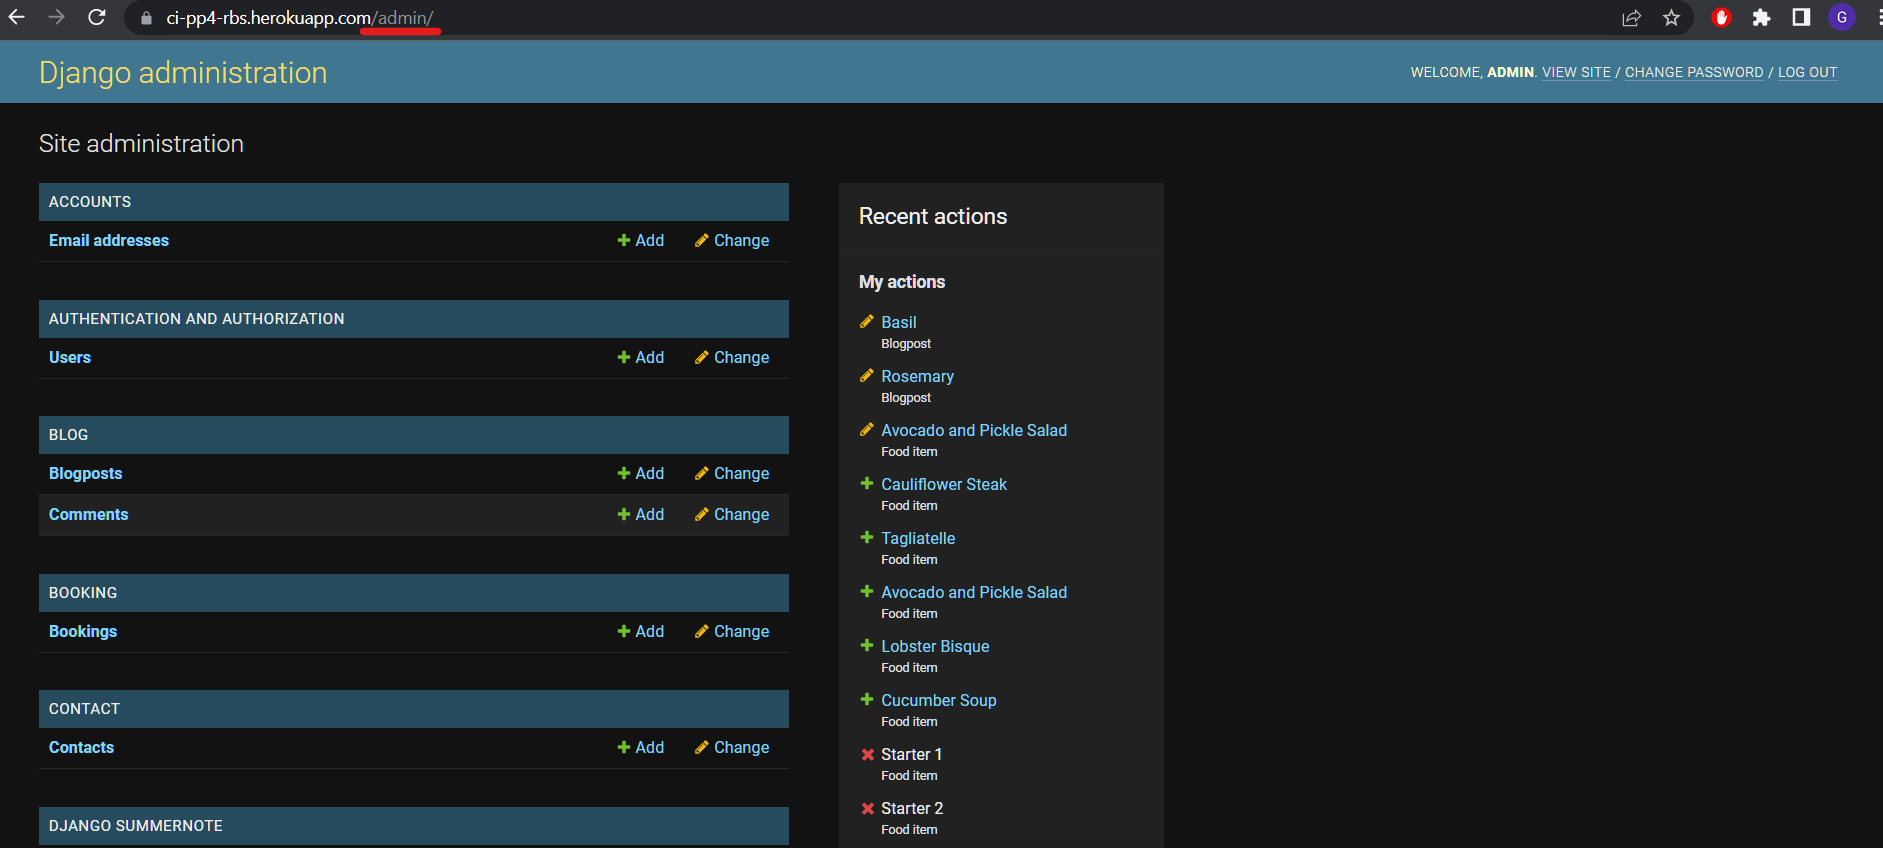 ci-pp4-rbs.herokuapp.com/admin/
G
Django administration
WELCOME, ADMIN. VIEW SITE / CHANGE PASSWORD / LOG OUT
Site administration
ACCOUNTS
Email addresses Add Change
AUTHENTICATION AND AUTHORIZATION
Users Add Change
BLOG
Blogposts Add Change
Comments Add Change
BOOKING
Bookings Add Change
CONTACT
Contacts Add Change
DJANGO SUMMERNOTE
Recent actions
My actions
Basil
Blogpost
Rosemary
Blogpost
Avocado and Pickle Salad
Food item
Cauliflower Steak
Food item
Tagliatelle
Food item
Avocado and Pickle Salad
Food item
Lobster Bisque
Food item
Cucumber Soup
Food item
Starter 1
Food item
Starter 2
Food item